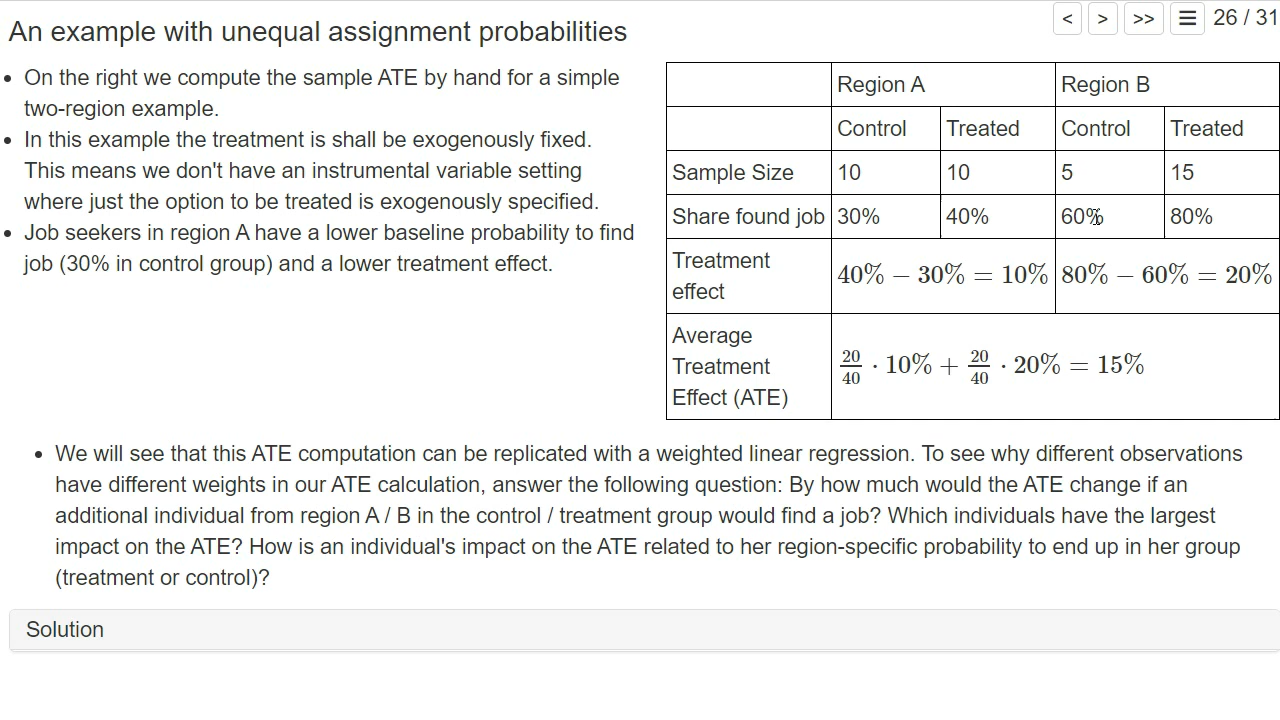 < > >> ☰ 26 / 31
An example with unequal assignment probabilities
• On the right we compute the sample ATE by hand for a simple
two-region example.
• In this example the treatment is shall be exogenously fixed.
This means we don't have an instrumental variable setting
where just the option to be treated is exogenously specified.
• Job seekers in region A have a lower baseline probability to find
job (30% in control group) and a lower treatment effect.
Region A Region B
Control Treated Control Treated
Sample Size 10 10 5 15
Share found job 30% 40% 60% 80%
Treatment
effect
40% − 30% = 10% 80% − 60% = 20%
Average
Treatment
Effect (ATE)
20/40 · 10% + 20/40 · 20% = 15%
• We will see that this ATE computation can be replicated with a weighted linear regression. To see why different observations
have different weights in our ATE calculation, answer the following question: By how much would the ATE change if an
additional individual from region A / B in the control / treatment group would find a job? Which individuals have the largest
impact on the ATE? How is an individual's impact on the ATE related to her region-specific probability to end up in her group
(treatment or control)?
Solution